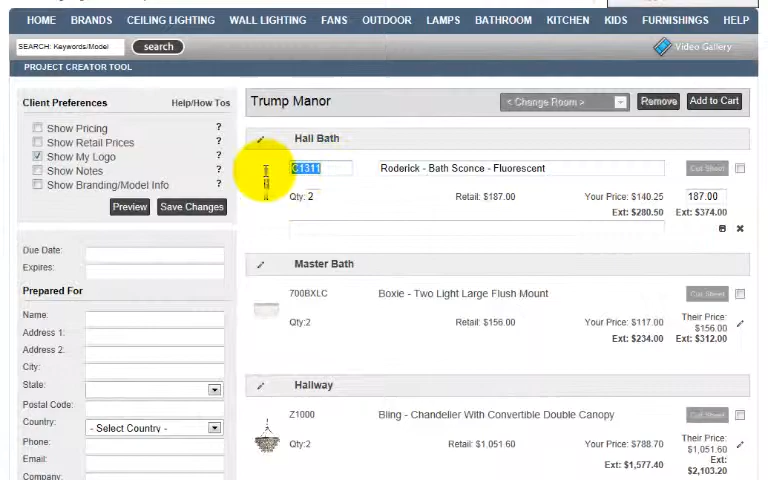 HOME BRANDS CEILING LIGHTING WALL LIGHTING FANS OUTDOOR LAMPS BATHROOM KITCHEN KIDS FURNISHINGS HELP
SEARCH: Keywords/Model search Video Gallery
PROJECT CREATOR TOOL
Client Preferences Help/How Tos
Show Pricing ?
Show Retail Prices ?
Show My Logo ?
Show Notes ?
Show Branding/Model Info ?
Preview Save Changes
Due Date:
Expires:
Prepared For
Name:
Address 1:
Address 2:
City:
State:
Postal Code:
Country: - Select Country -
Phone:
Email:
Company:
Trump Manor < Change Room > Remove Add to Cart
Hall Bath
C1311 Roderick - Bath Sconce - Fluorescent Cut Sheet
Qty: 2 Retail: $187.00 Your Price: $140.25 187.00
Ext: $280.50 Ext: $374.00
Master Bath
700BXLC Boxie - Two Light Large Flush Mount Cut Sheet
Qty:2 Retail: $156.00 Your Price: $117.00 Their Price: $156.00
Ext: $234.00 Ext: $312.00
Hallway
Z1000 Bling - Chandelier With Convertible Double Canopy Cut Sheet
Qty:2 Retail: $1,051.60 Your Price: $788.70 Their Price: $1,051.60
Ext: $1,577.40 Ext: $2,103.20